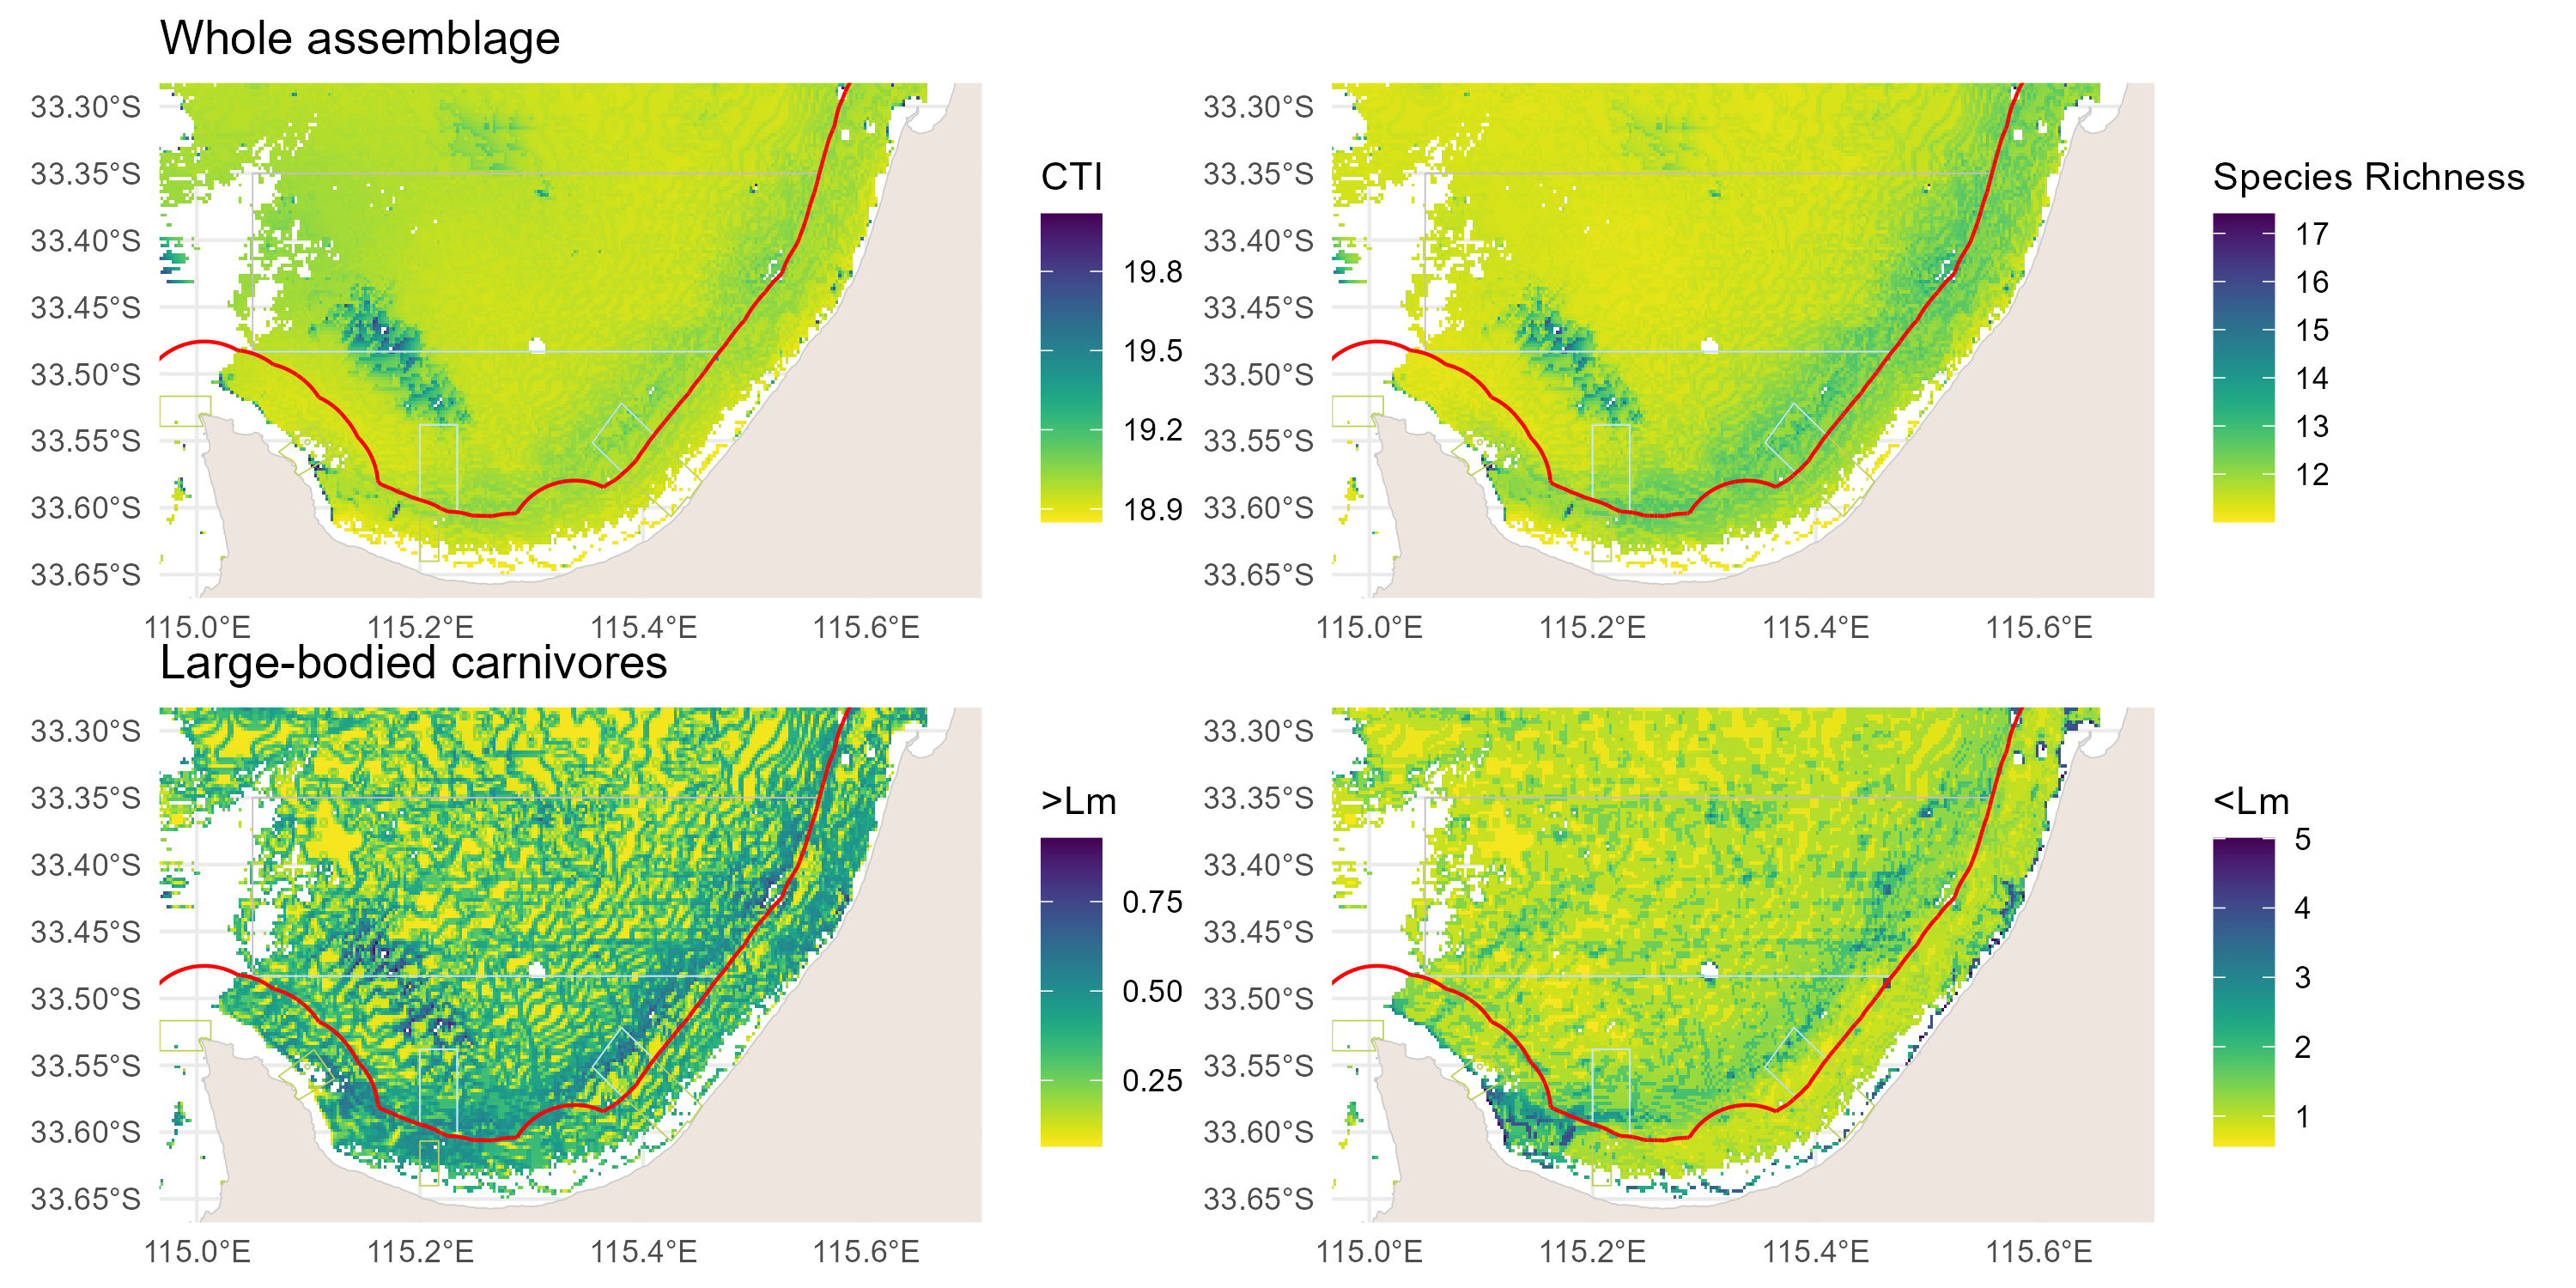 Whole assemblage
33.30°S
33.35°S
33.40°S
33.45°S
33.50°S
33.55°S
33.60°S
33.65°S
115.0°E
115.2°E
115.4°E
115.6°E
CTI
19.8
19.5
19.2
18.9
33.30°S
33.35°S
33.40°S
33.45°S
33.50°S
33.55°S
33.60°S
33.65°S
115.0°E
115.2°E
115.4°E
115.6°E
Species Richness
17
16
15
14
13
12
Large-bodied carnivores
33.30°S
33.35°S
33.40°S
33.45°S
33.50°S
33.55°S
33.60°S
33.65°S
115.0°E
115.2°E
115.4°E
115.6°E
>Lm
0.75
0.50
0.25
33.30°S
33.35°S
33.40°S
33.45°S
33.50°S
33.55°S
33.60°S
33.65°S
115.0°E
115.2°E
115.4°E
115.6°E
<Lm
5
4
3
2
1